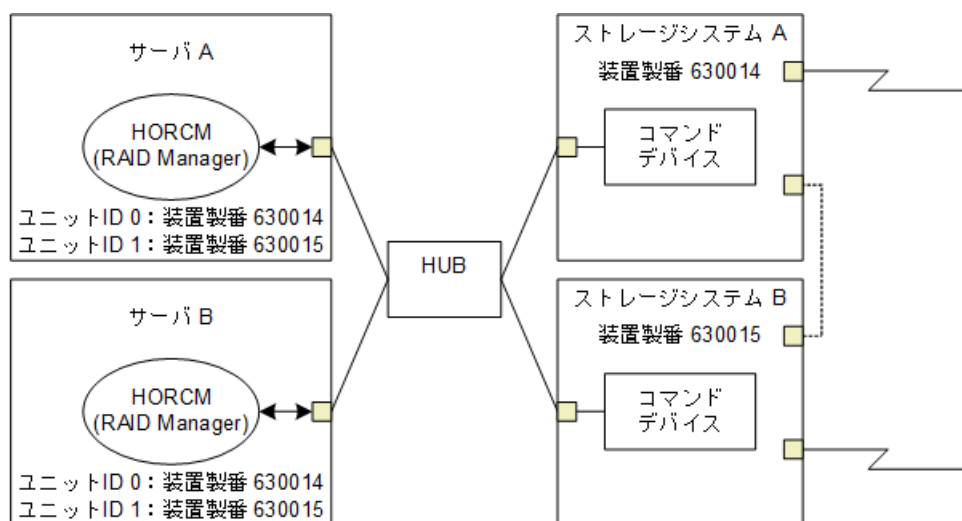 サーバ A
HORCM
(RAID Manager)
ユニットID 0：装置製番 630014
ユニットID 1：装置製番 630015
サーバ B
HORCM
(RAID Manager)
ユニットID 0：装置製番 630014
ユニットID 1：装置製番 630015
HUB
ストレージシステム A
装置製番 630014
コマンド
デバイス
ストレージシステム B
装置製番 630015
コマンド
デバイス